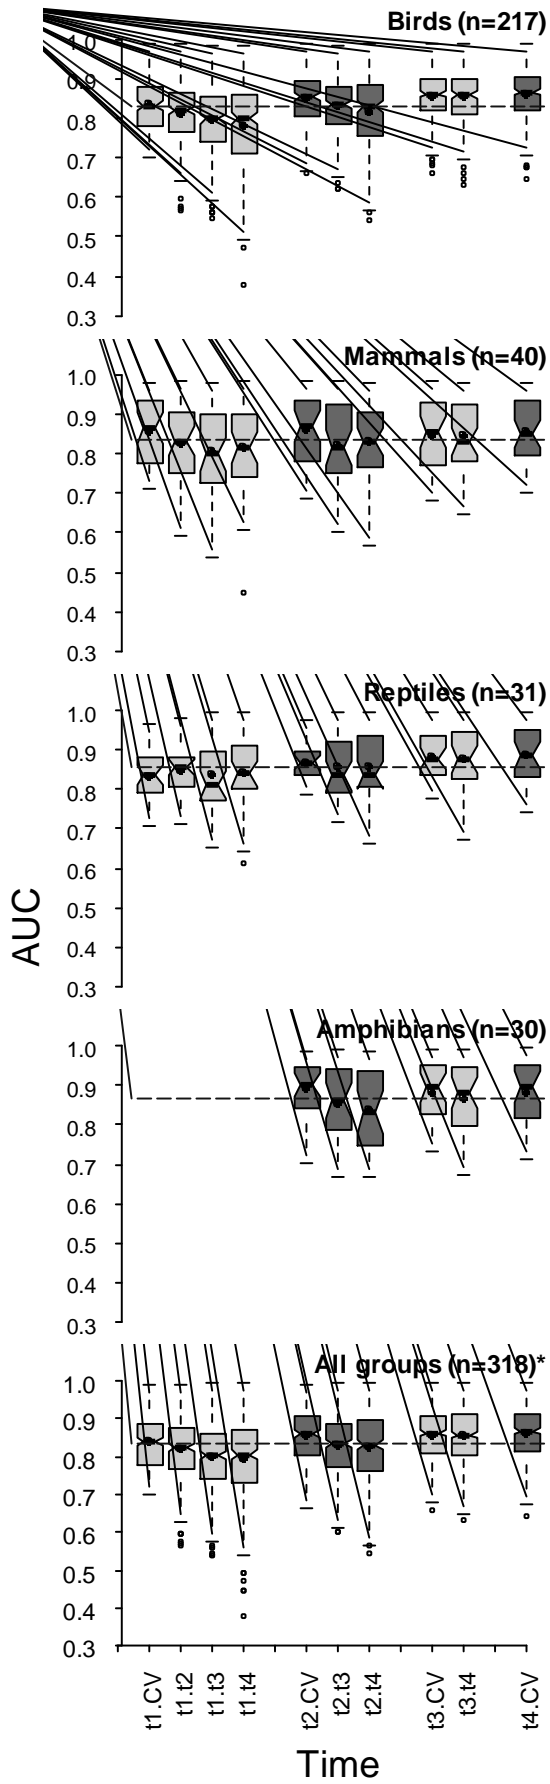 Birds (n=217)
1.0
0.9
0.8
0.7
0.6
0.5
0.4
0.3
Mammals (n=40)
1.0
0.9
0.8
0.7
0.6
0.5
0.4
0.3
Reptiles (n=31)
1.0
0.9
0.8
0.7
0.6
0.5
0.4
0.3
AUC
Amphibians (n=30)
1.0
0.9
0.8
0.7
0.6
0.5
0.4
0.3
All groups (n=318)*
1.0
0.9
0.8
0.7
0.6
0.5
0.4
0.3
t1.CV
t1.t2
t1.t3
t1.t4
t2.CV
t2.t3
t2.t4
t3.CV
t3.t4
t4.CV
Time